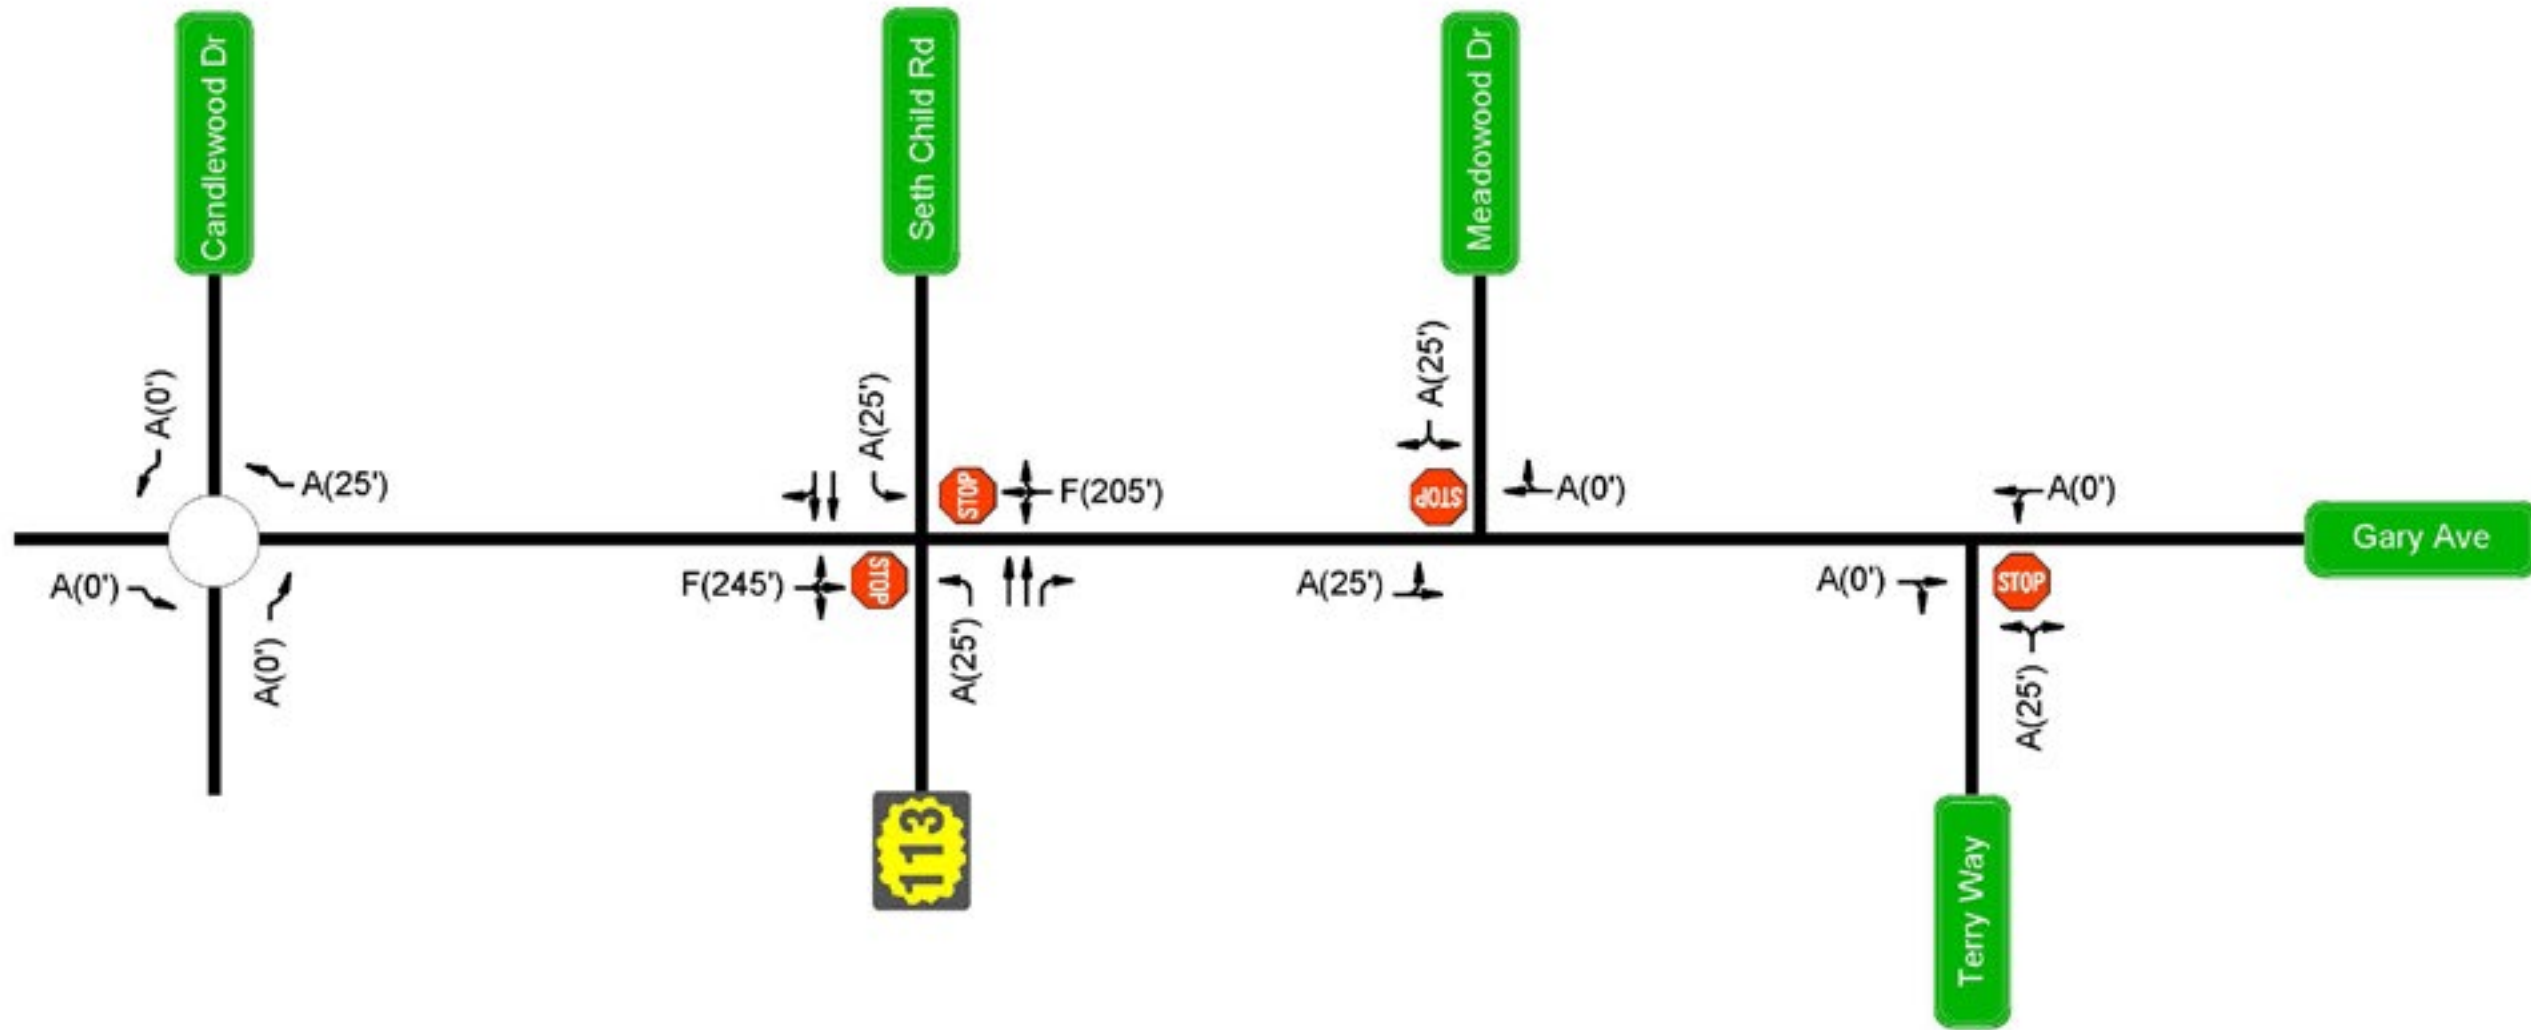 Candlewood Dr
Seth Child Rd
Meadowood Dr
A(0')
A(25')
A(25')
A(25')
A(25')
STOP
F(205')
STOP
A(0')
A(0')
Gary Ave
A(0')
A(0')
F(245')
STOP
A(25')
A(25')
A(0')
STOP
A(25')
113
Terry Way